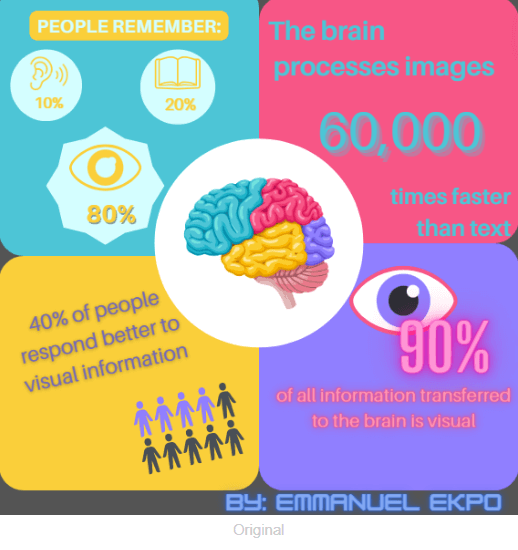 PEOPLE REMEMBER:
10%
20%
80%
The brain
processes images
60,000
times faster
than text
40% of people
respond better to
visual information
90%
of all information transferred
to the brain is visual
BY: EMMANUEL EKPO
Original